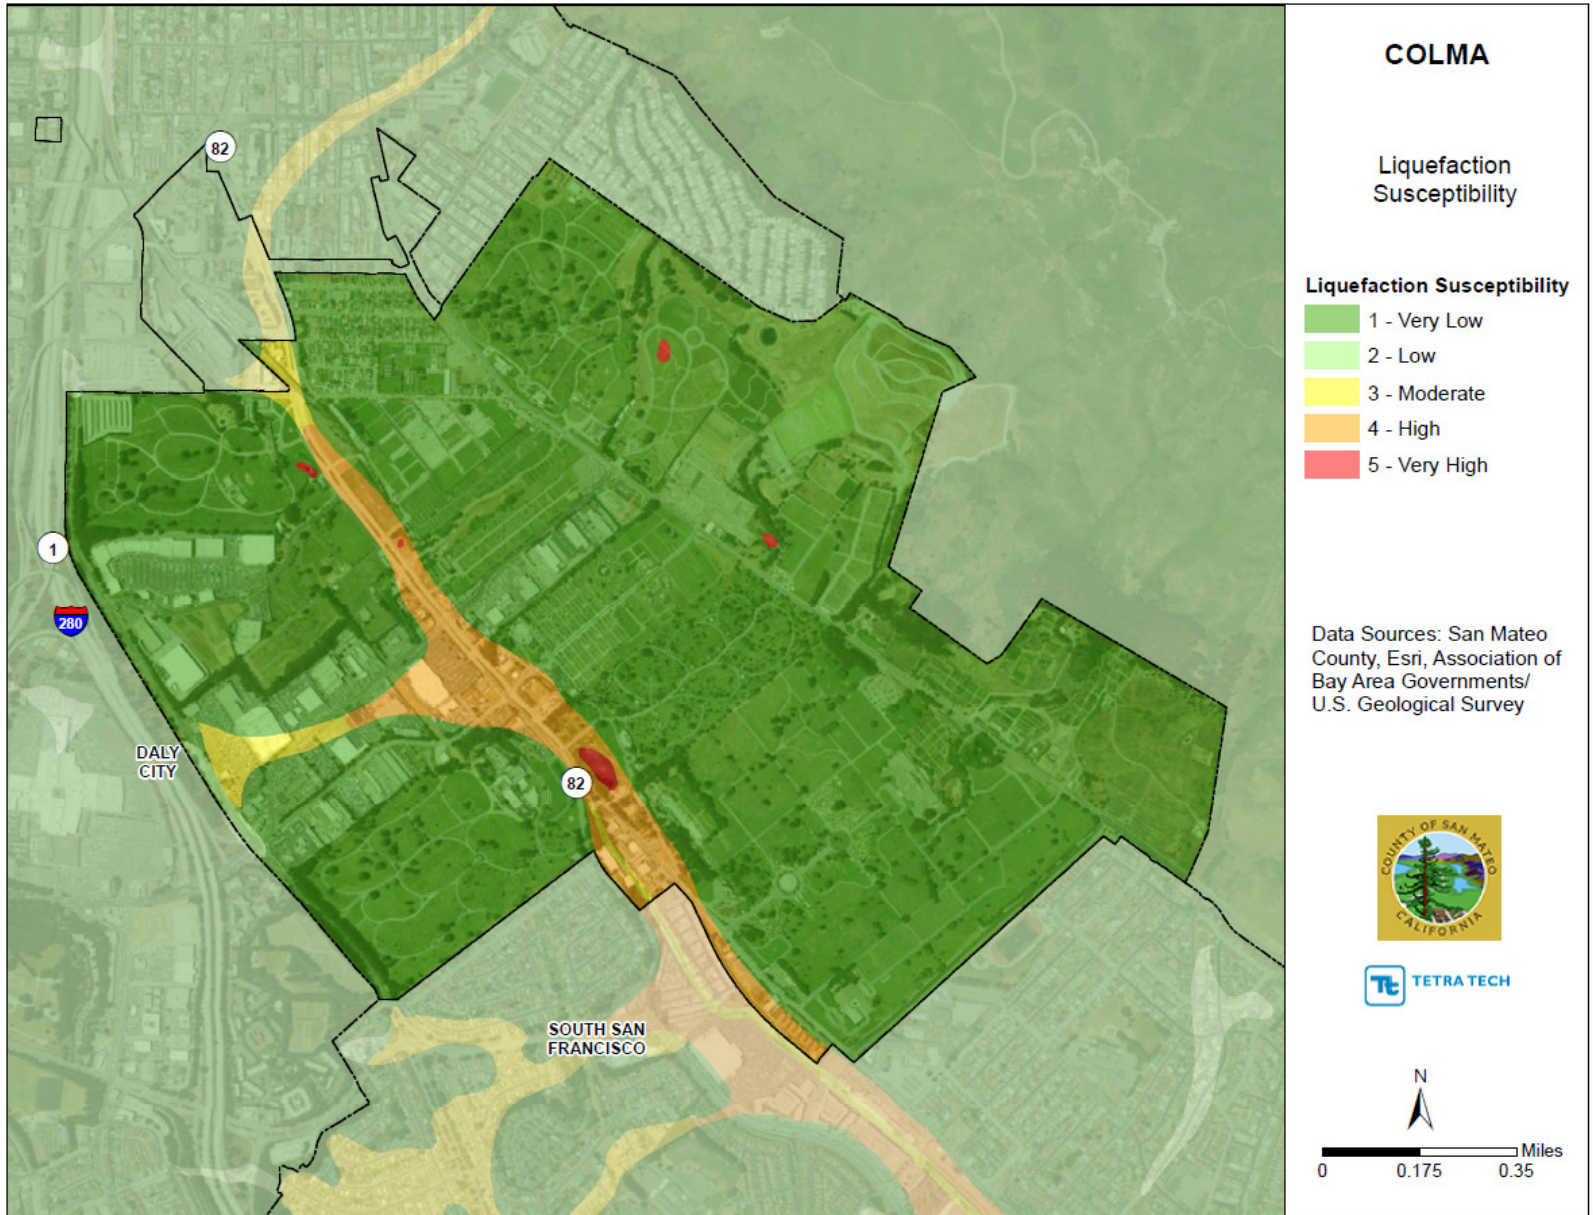 COLMA
Liquefaction
Susceptibility
Liquefaction Susceptibility
1 - Very Low
2 - Low
3 - Moderate
4 - High
5 - Very High
Data Sources: San Mateo
County, Esri, Association of
Bay Area Governments/
U.S. Geological Survey
COUNTY OF SAN MATEO
CALIFORNIA
Tt TETRA TECH
N
Miles
0 0.175 0.35
82
1
280
DALY
CITY
82
SOUTH SAN
FRANCISCO